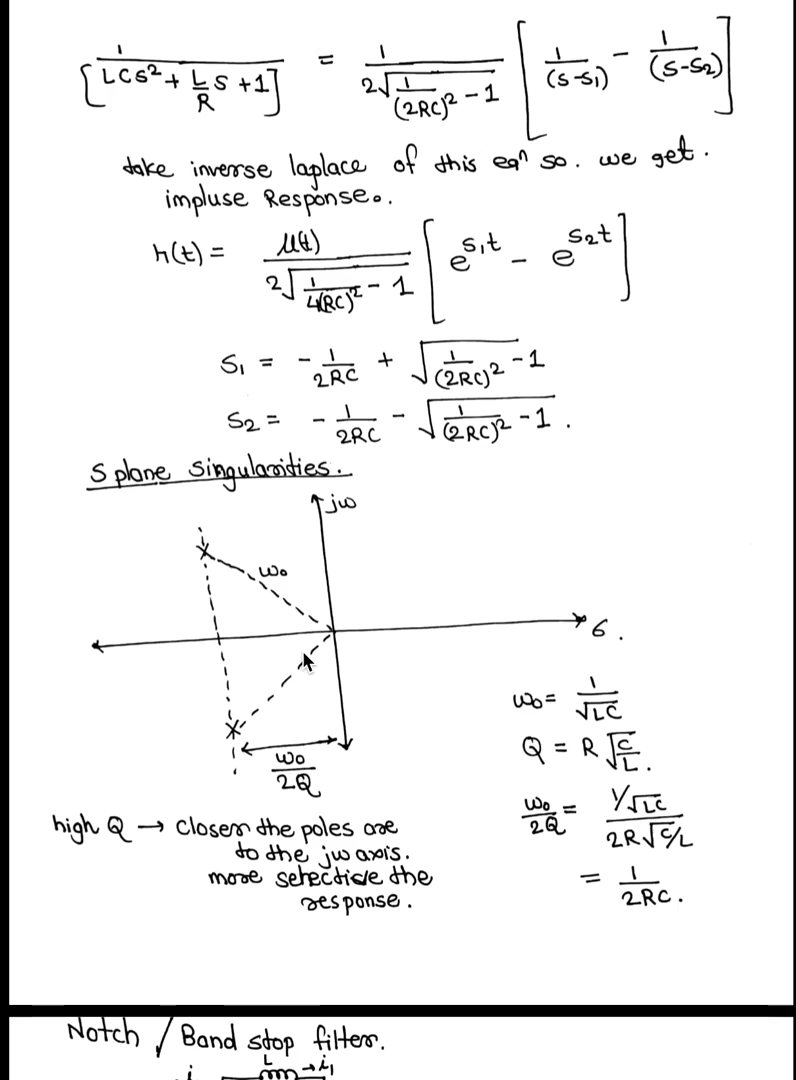 1/[LCS² + L/R S + 1] = 1/(2√(1/(2RC)² - 1)) [1/(S-S₁) - 1/(S-S₂)]
take inverse laplace of this eqⁿ so. we get.
impluse Response.
h(t) = u(t)/(2√(1/4(RC)² - 1)) [e^(S₁t) - e^(S₂t)]
S₁ = -1/2RC + √(1/(2RC)² - 1)
S₂ = -1/2RC - √(1/(2RC)² - 1) .
S plane singularities.
jω
ω₀
σ .
ω₀ = 1/√LC
Q = R√(C/L) .
ω₀/2Q
ω₀/2Q = (1/√LC)/(2R√C/L)
= 1/2RC .
high Q → closer the poles are
to the jω axis.
more selective the
response.
Notch / Band stop filter.
i L → i₁